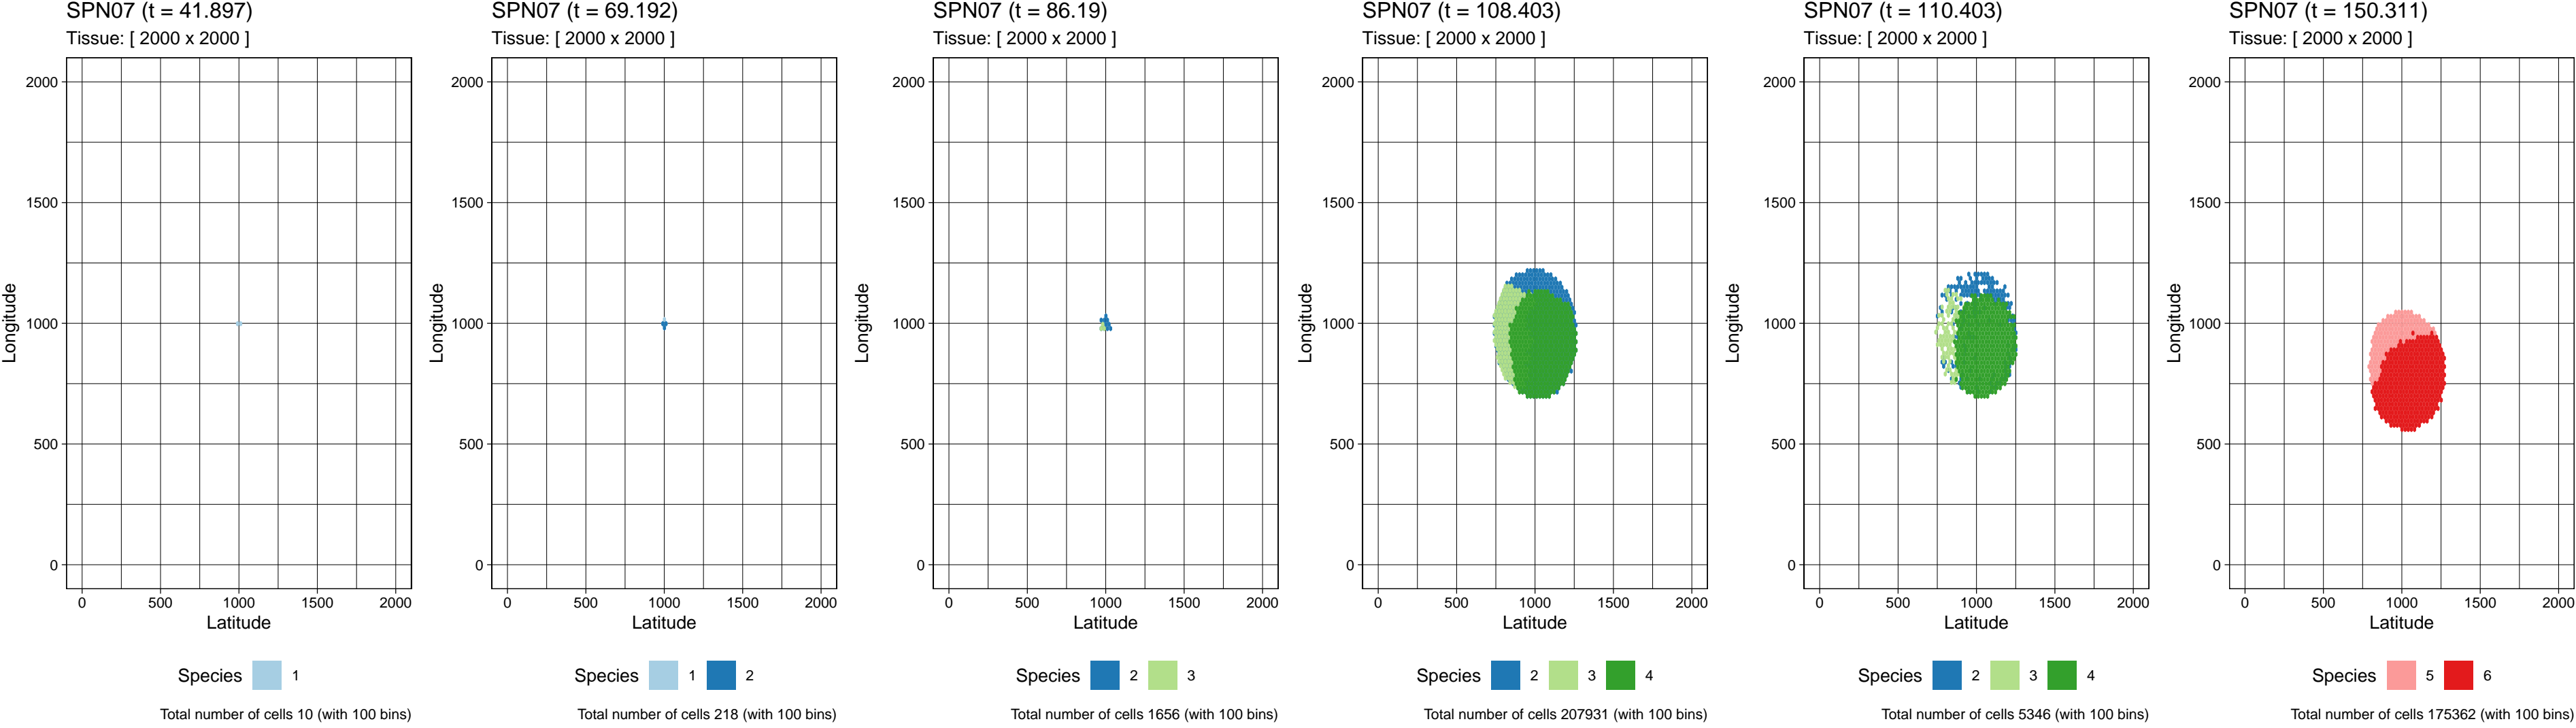 SPN07 (t = 41.897)
Tissue: [ 2000 x 2000 ]
2000
1500
1000
500
0
Longitude
0 500 1000 1500 2000
Latitude
Species 1
Total number of cells 10 (with 100 bins)
SPN07 (t = 69.192)
Tissue: [ 2000 x 2000 ]
2000
1500
1000
500
0
Longitude
0 500 1000 1500 2000
Latitude
Species 1 2
Total number of cells 218 (with 100 bins)
SPN07 (t = 86.19)
Tissue: [ 2000 x 2000 ]
2000
1500
1000
500
0
Longitude
0 500 1000 1500 2000
Latitude
Species 2 3
Total number of cells 1656 (with 100 bins)
SPN07 (t = 108.403)
Tissue: [ 2000 x 2000 ]
2000
1500
1000
500
0
Longitude
0 500 1000 1500 2000
Latitude
Species 2 3 4
Total number of cells 207931 (with 100 bins)
SPN07 (t = 110.403)
Tissue: [ 2000 x 2000 ]
2000
1500
1000
500
0
Longitude
0 500 1000 1500 2000
Latitude
Species 2 3 4
Total number of cells 5346 (with 100 bins)
SPN07 (t = 150.311)
Tissue: [ 2000 x 2000 ]
2000
1500
1000
500
0
Longitude
0 500 1000 1500 2000
Latitude
Species 5 6
Total number of cells 175362 (with 100 bins)